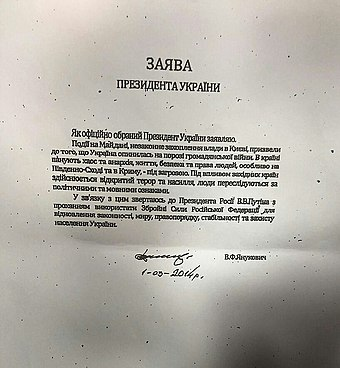 ЗАЯВА
ПРЕЗИДЕНТА УКРАЇНИ
Як офіційно обраний Президент України заявляю.
Події на Майдані, незаконне захоплення влади в Києві, призвели
до того, що Україна опинилась на порозі громадянської війни. В країні
панують хаос та анархія, життя, безпека та права людей, особливо на
Південно-Сході та в Криму, - під загрозою. Під впливом західних країн
здійснюється відкритий терор та насилля, люди переслідуються за
політичними та мовними ознаками.
У зв'язку з цим звертаюсь до Президента Росії В.В.Путіна з
проханням використати Збройні Сили Російської Федерації для
відновлення законності, миру, правопорядку, стабільності та захисту
населення України.
В.Ф.Янукович
1-03-2014р.